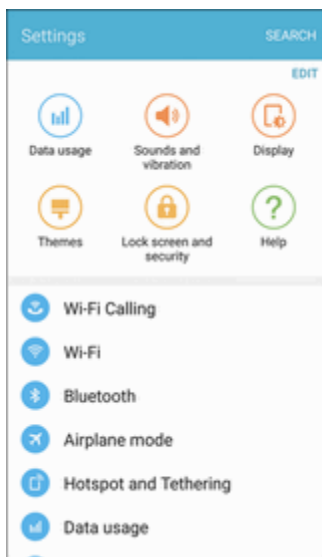 Settings SEARCH
EDIT
Data usage Sounds and vibration Display
Themes Lock screen and security Help
Wi-Fi Calling
Wi-Fi
Bluetooth
Airplane mode
Hotspot and Tethering
Data usage